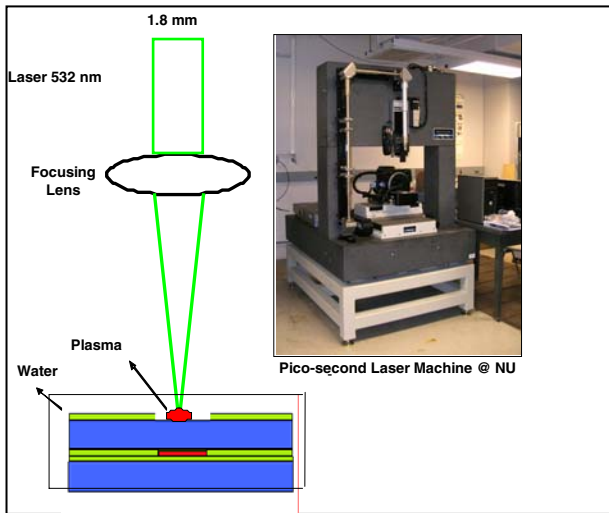 1.8 mm
Laser 532 nm
Focusing
Lens
Plasma
Water
Pico-second Laser Machine @ NU